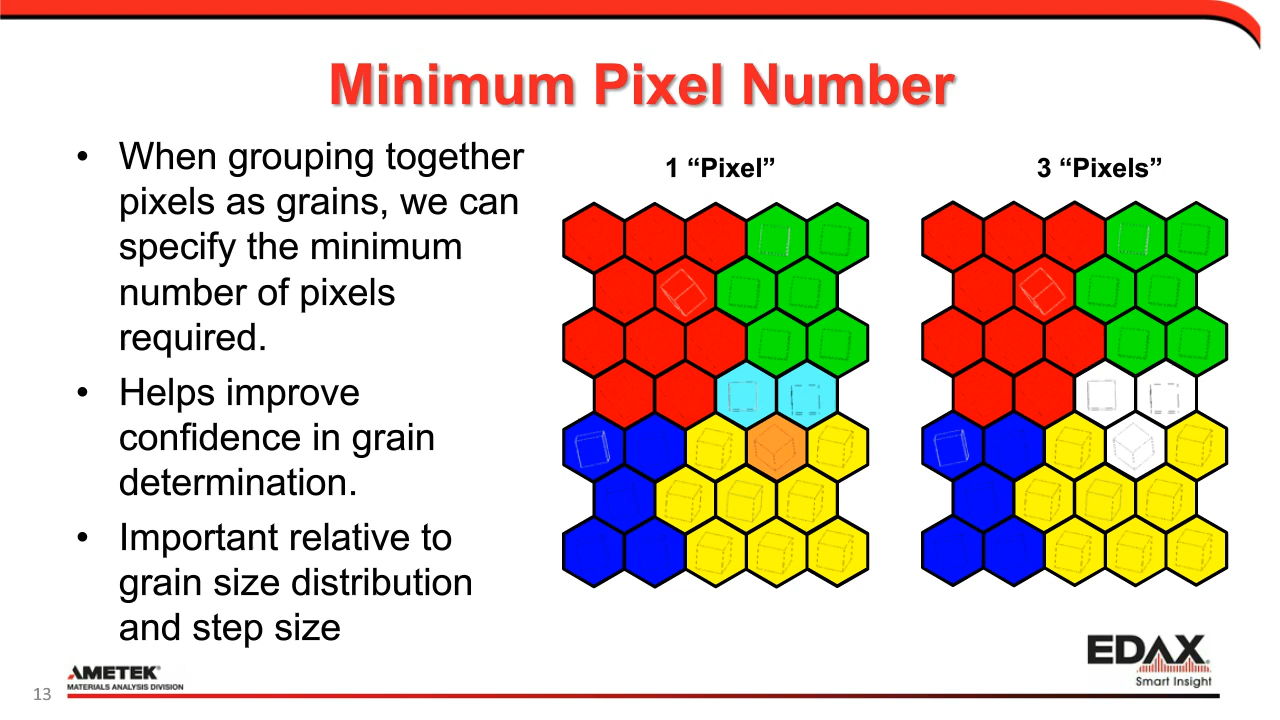 Minimum Pixel Number
• When grouping together
pixels as grains, we can
specify the minimum
number of pixels
required.
• Helps improve
confidence in grain
determination.
• Important relative to
grain size distribution
and step size
1 “Pixel”
3 “Pixels”
13
AMETEK®
MATERIALS ANALYSIS DIVISION
EDAX
Smart Insight